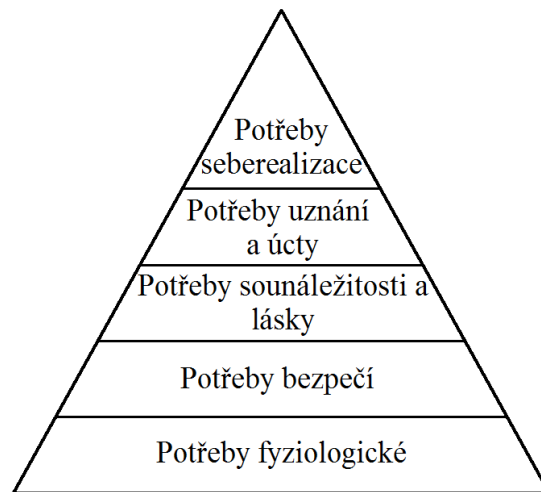 Potřeby
seberealizace
Potřeby uznání
a úcty
Potřeby sounáležitosti a
lásky
Potřeby bezpečí
Potřeby fyziologické